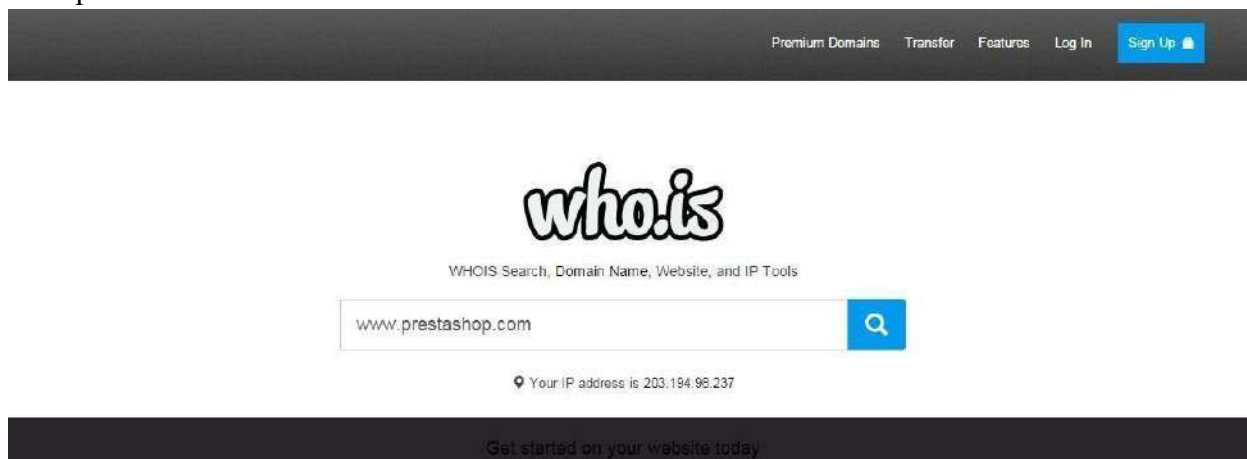 Premium Domains Transfer Features Log In Sign Up
who.is
WHOIS Search, Domain Name, Website, and IP Tools
www.prestashop.com
Your IP address is 203.194.98.237
Get started on your website today